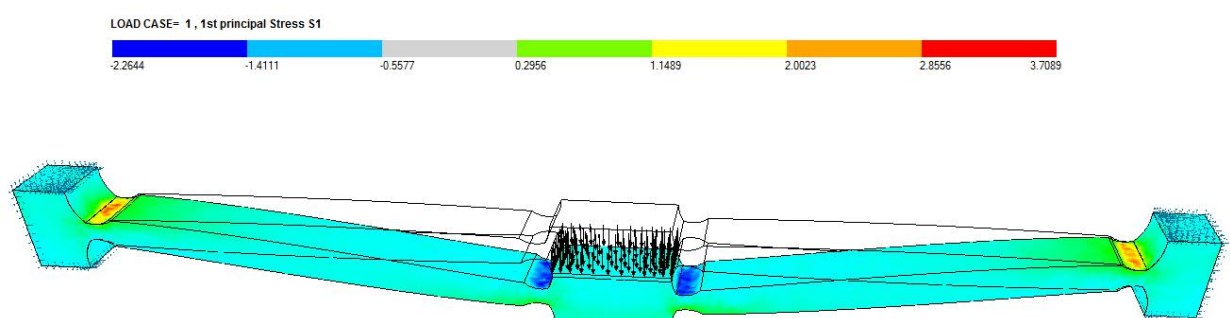 LOAD CASE= 1 , 1st principal Stress S1
-2.2644 -1.4111 -0.5577 0.2956 1.1489 2.0023 2.8556 3.7089